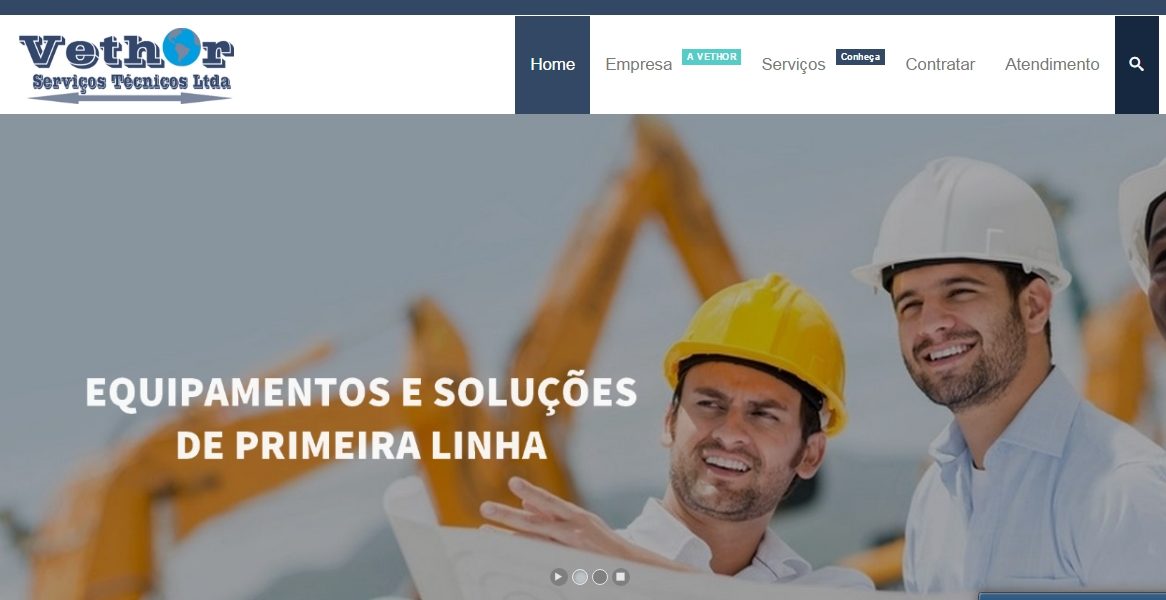 Vethor
Serviços Técnicos Ltda
Home
Empresa
A VETHOR
Serviços
Conheça
Contratar
Atendimento
EQUIPAMENTOS E SOLUÇÕES
DE PRIMEIRA LINHA